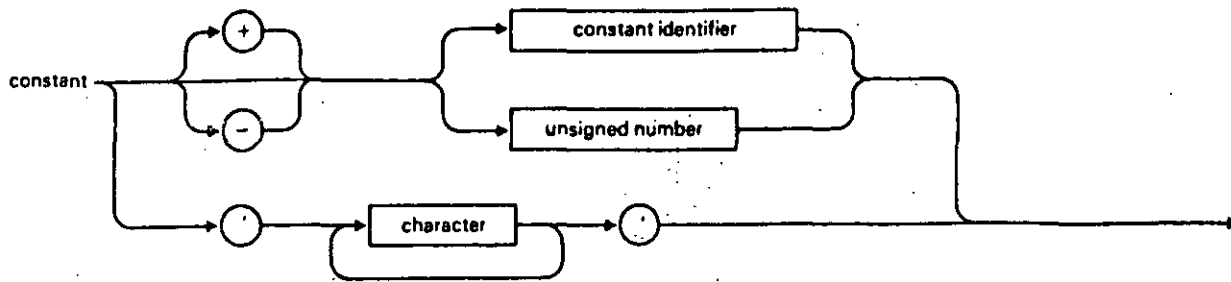 +
constant identifier
constant
−
unsigned number
' character '